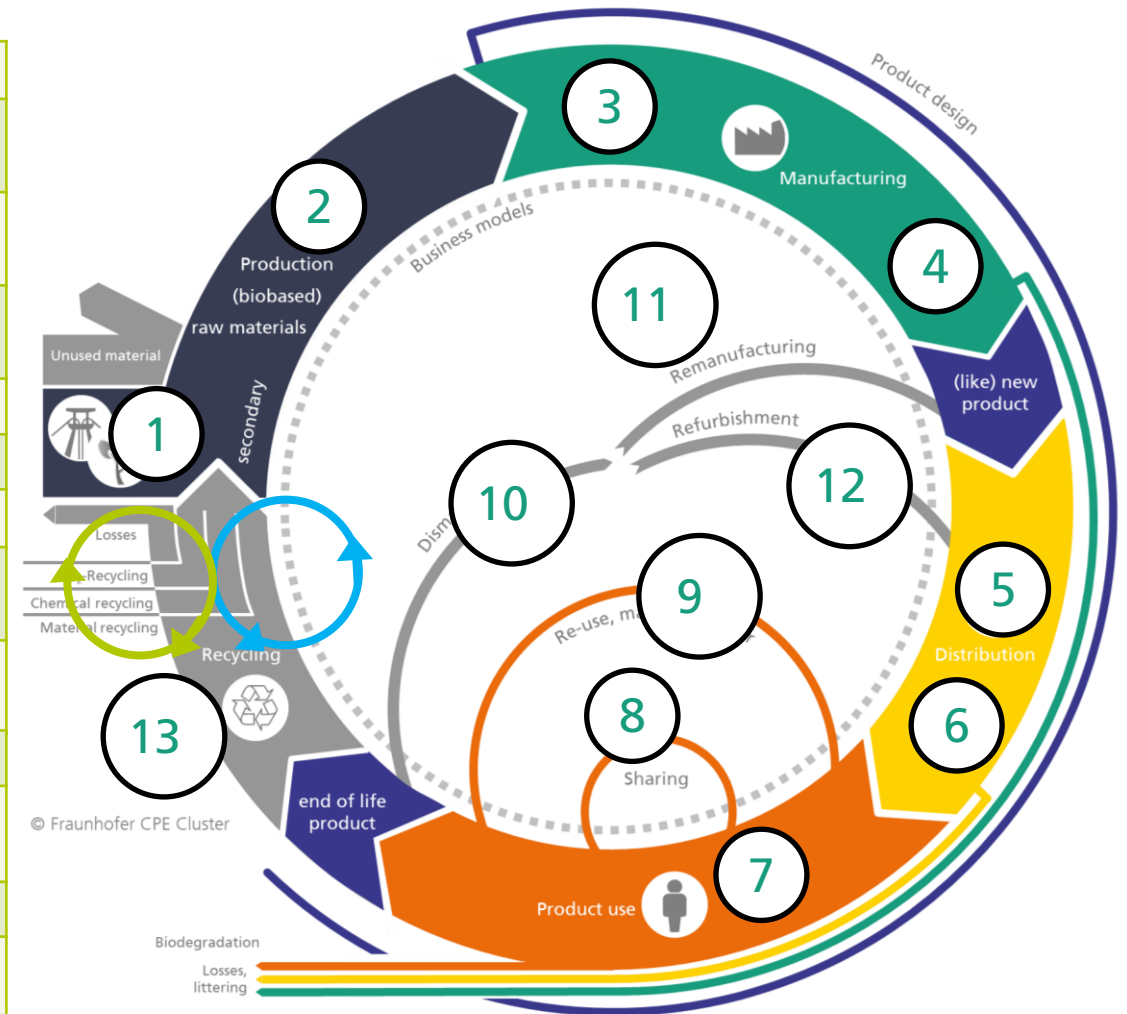 Product design
3
Manufacturing
2
Production
(biobased)
raw materials
Business models
4
11
Unused material
Remanufacturing
(like) new
product
1
secondary
Refurbishment
10
12
Losses
-Recycling
Chemical recycling
Material recycling
Recycling
9
Re-use,
5
Distribution
8
6
13
Sharing
end of life
product
© Fraunhofer CPE Cluster
7
Product use
Biodegradation
Losses,
littering